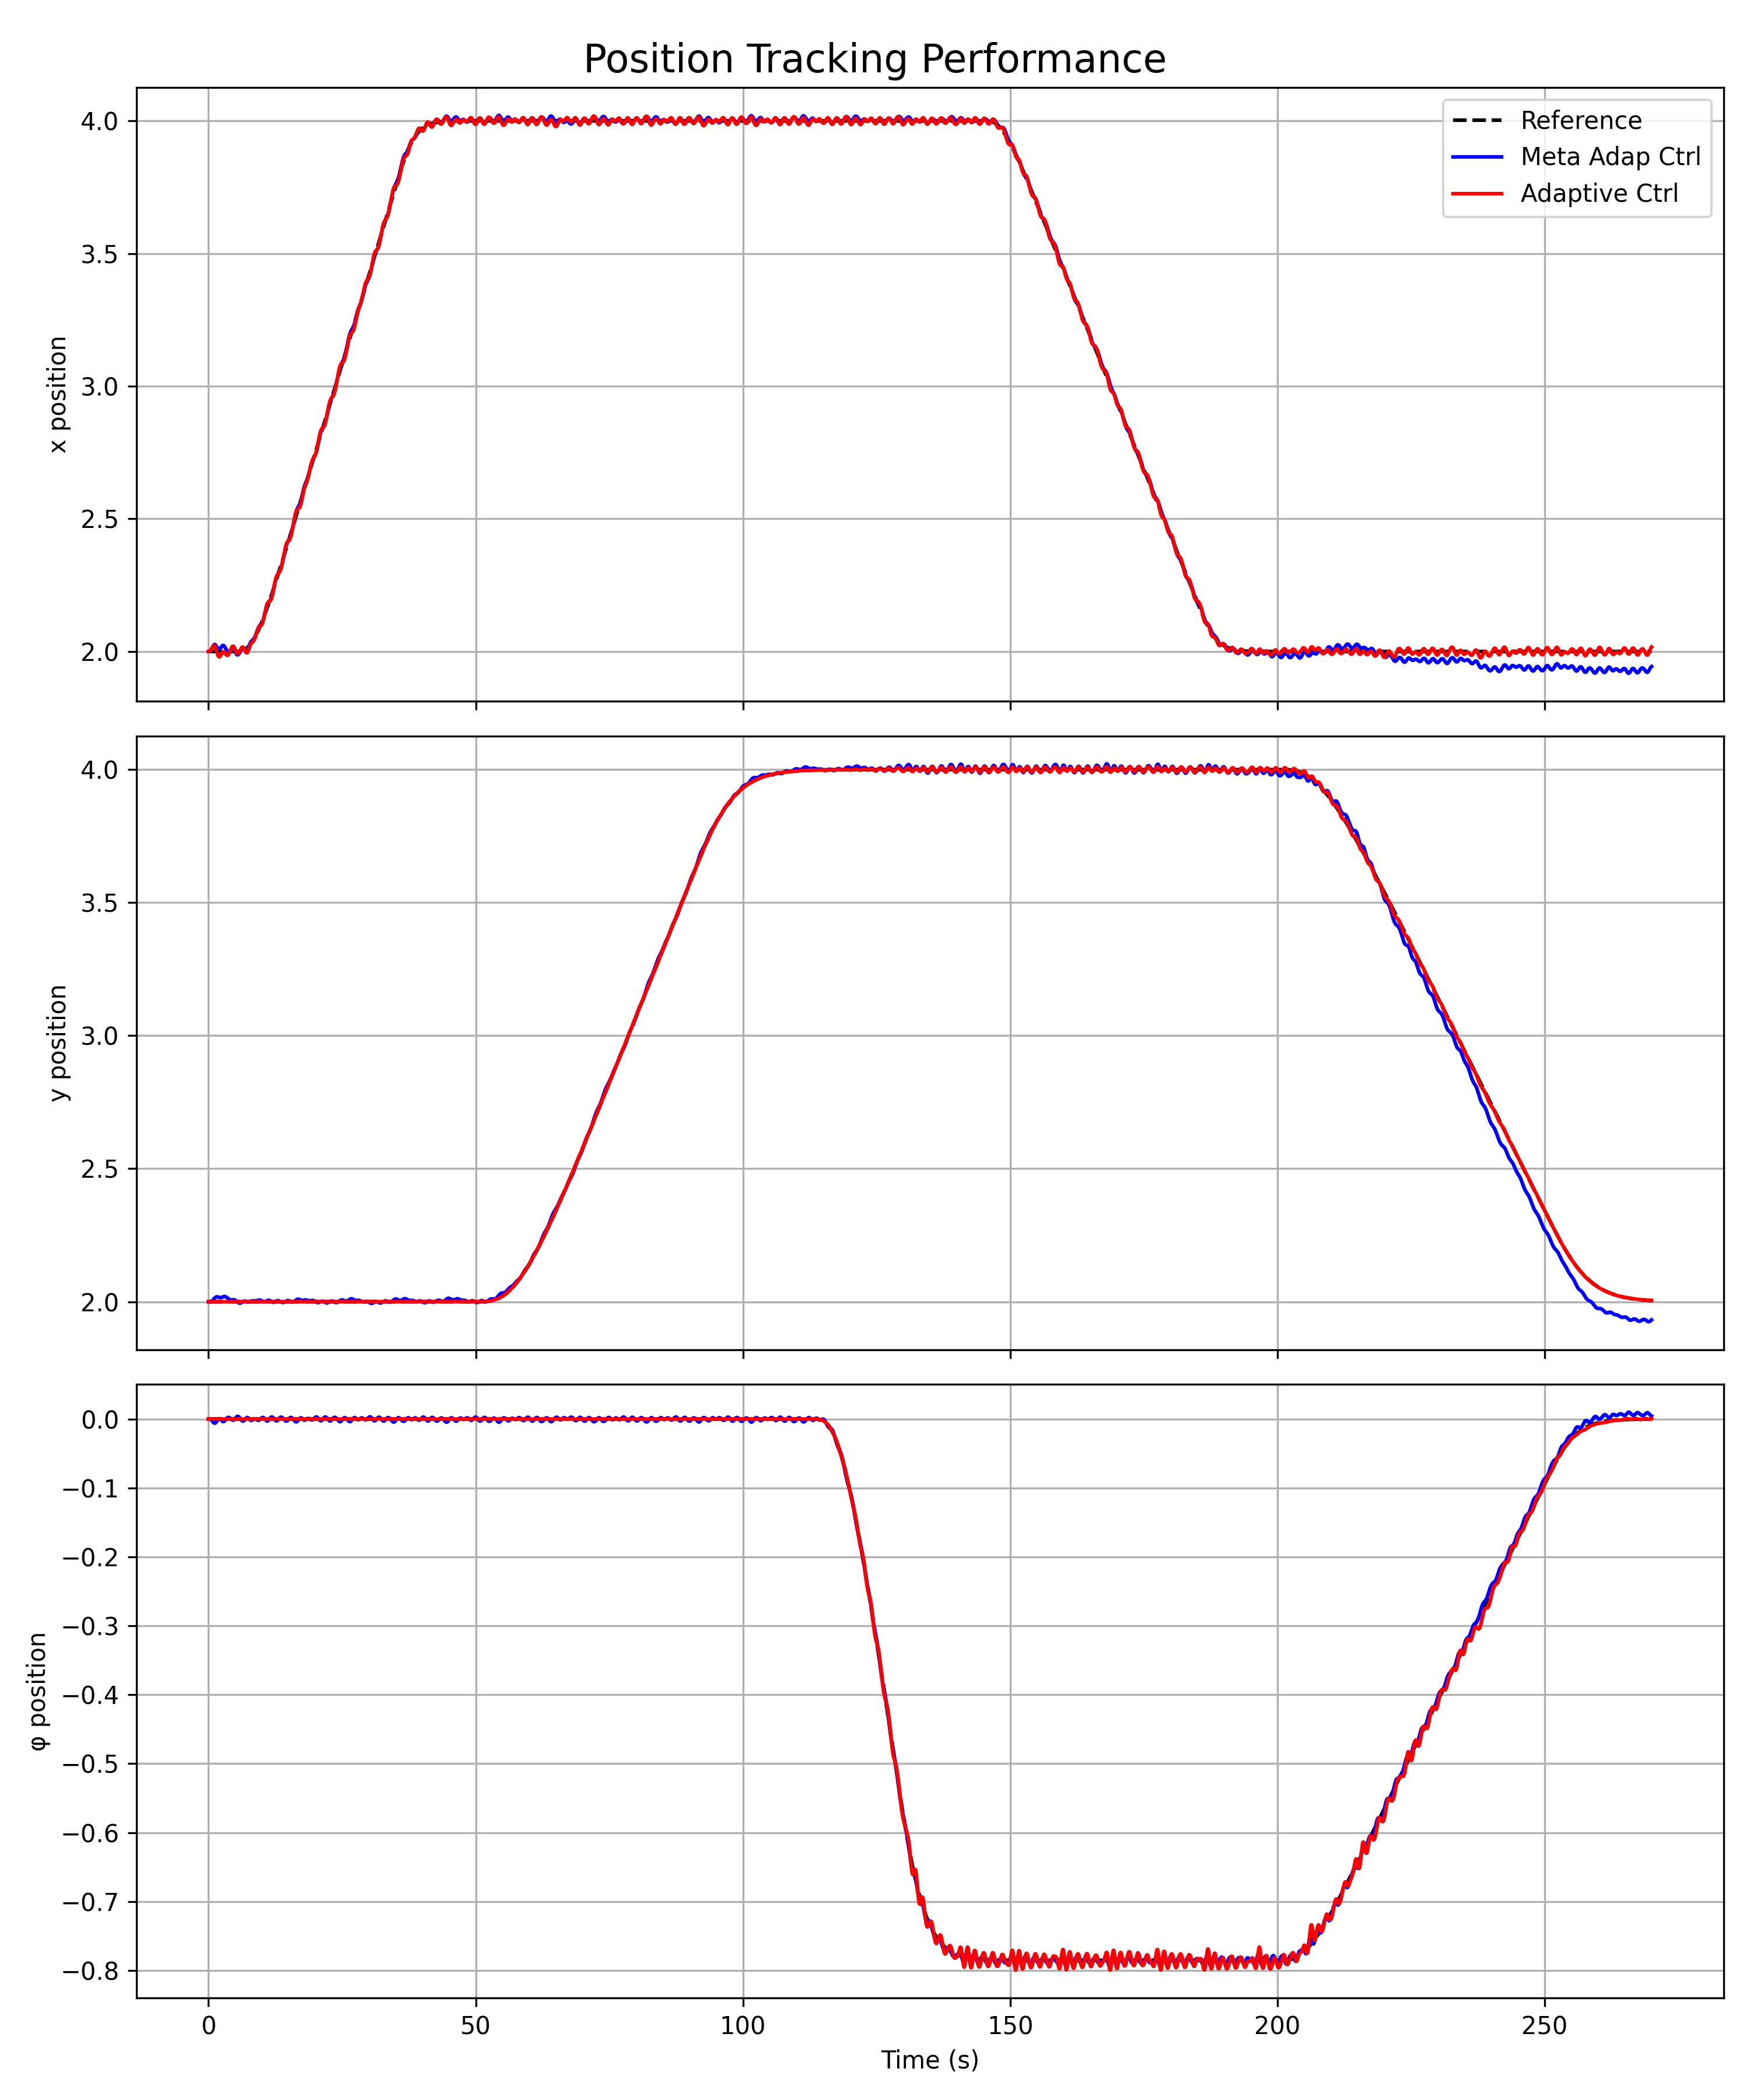 Position Tracking Performance
Reference
Meta Adap Ctrl
Adaptive Ctrl
x position
4.0
3.5
3.0
2.5
2.0
y position
4.0
3.5
3.0
2.5
2.0
φ position
0.0
−0.1
−0.2
−0.3
−0.4
−0.5
−0.6
−0.7
−0.8
0 50 100 150 200 250
Time (s)